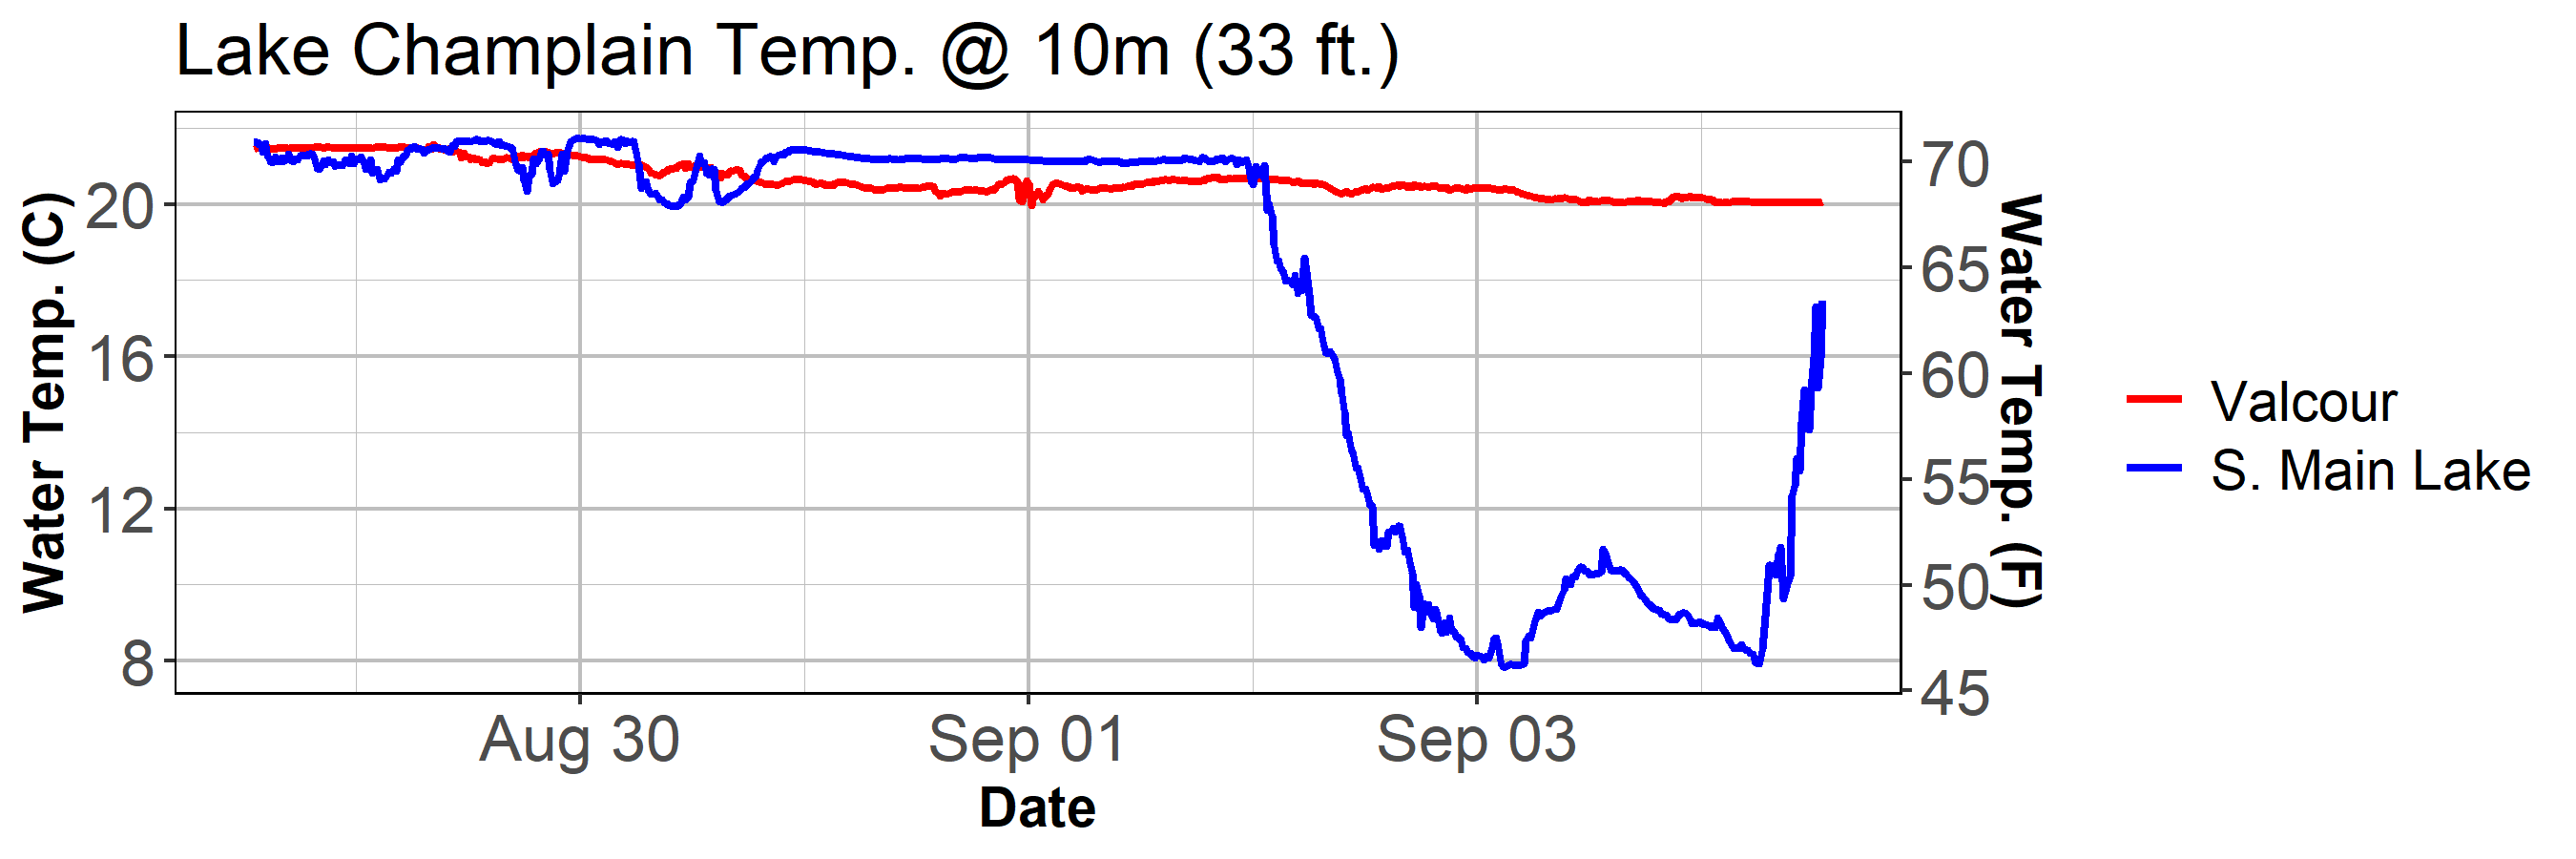 Lake Champlain Temp. @ 10m (33 ft.)
Water Temp. (C)
20
16
12
8
70
65
60
55
50
45
Water Temp. (F)
Aug 30
Sep 01
Sep 03
Date
Valcour
S. Main Lake